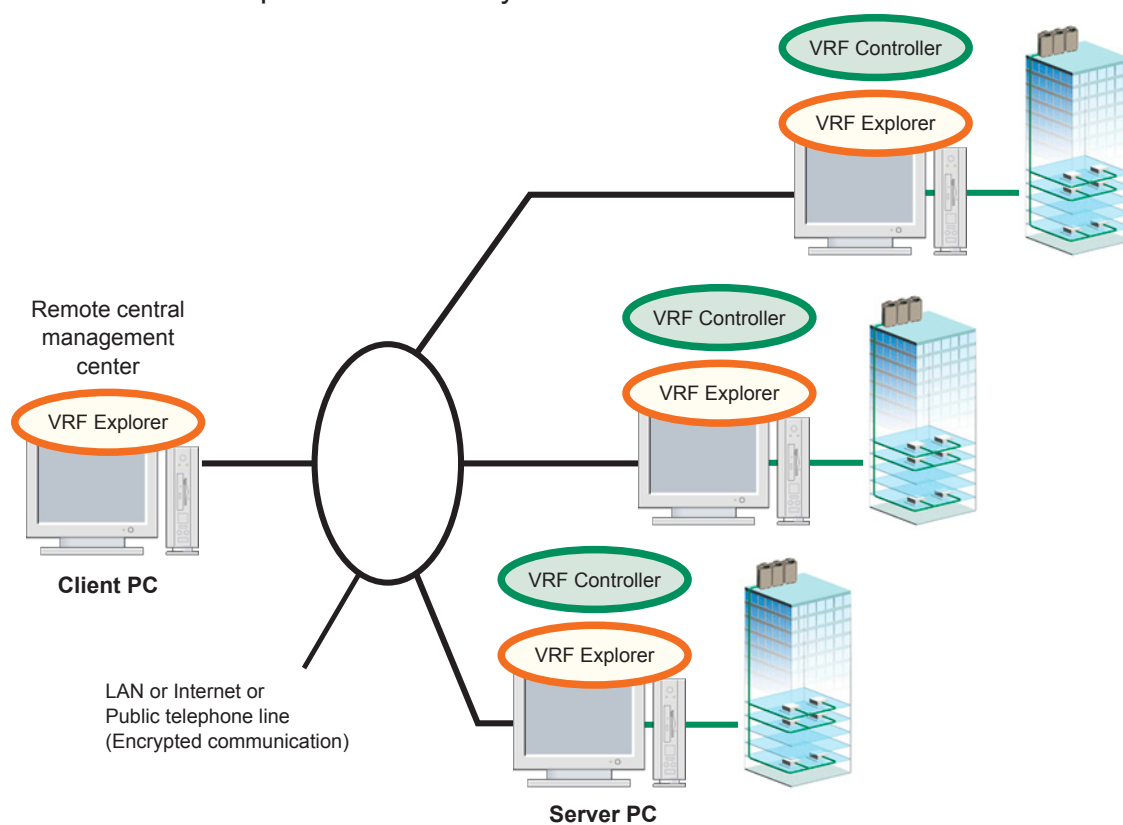 VRF Controller
VRF Explorer
Remote central
management
center
VRF Explorer
Client PC
VRF Controller
VRF Explorer
VRF Controller
VRF Explorer
LAN or Internet or
Public telephone line
(Encrypted communication)
Server PC